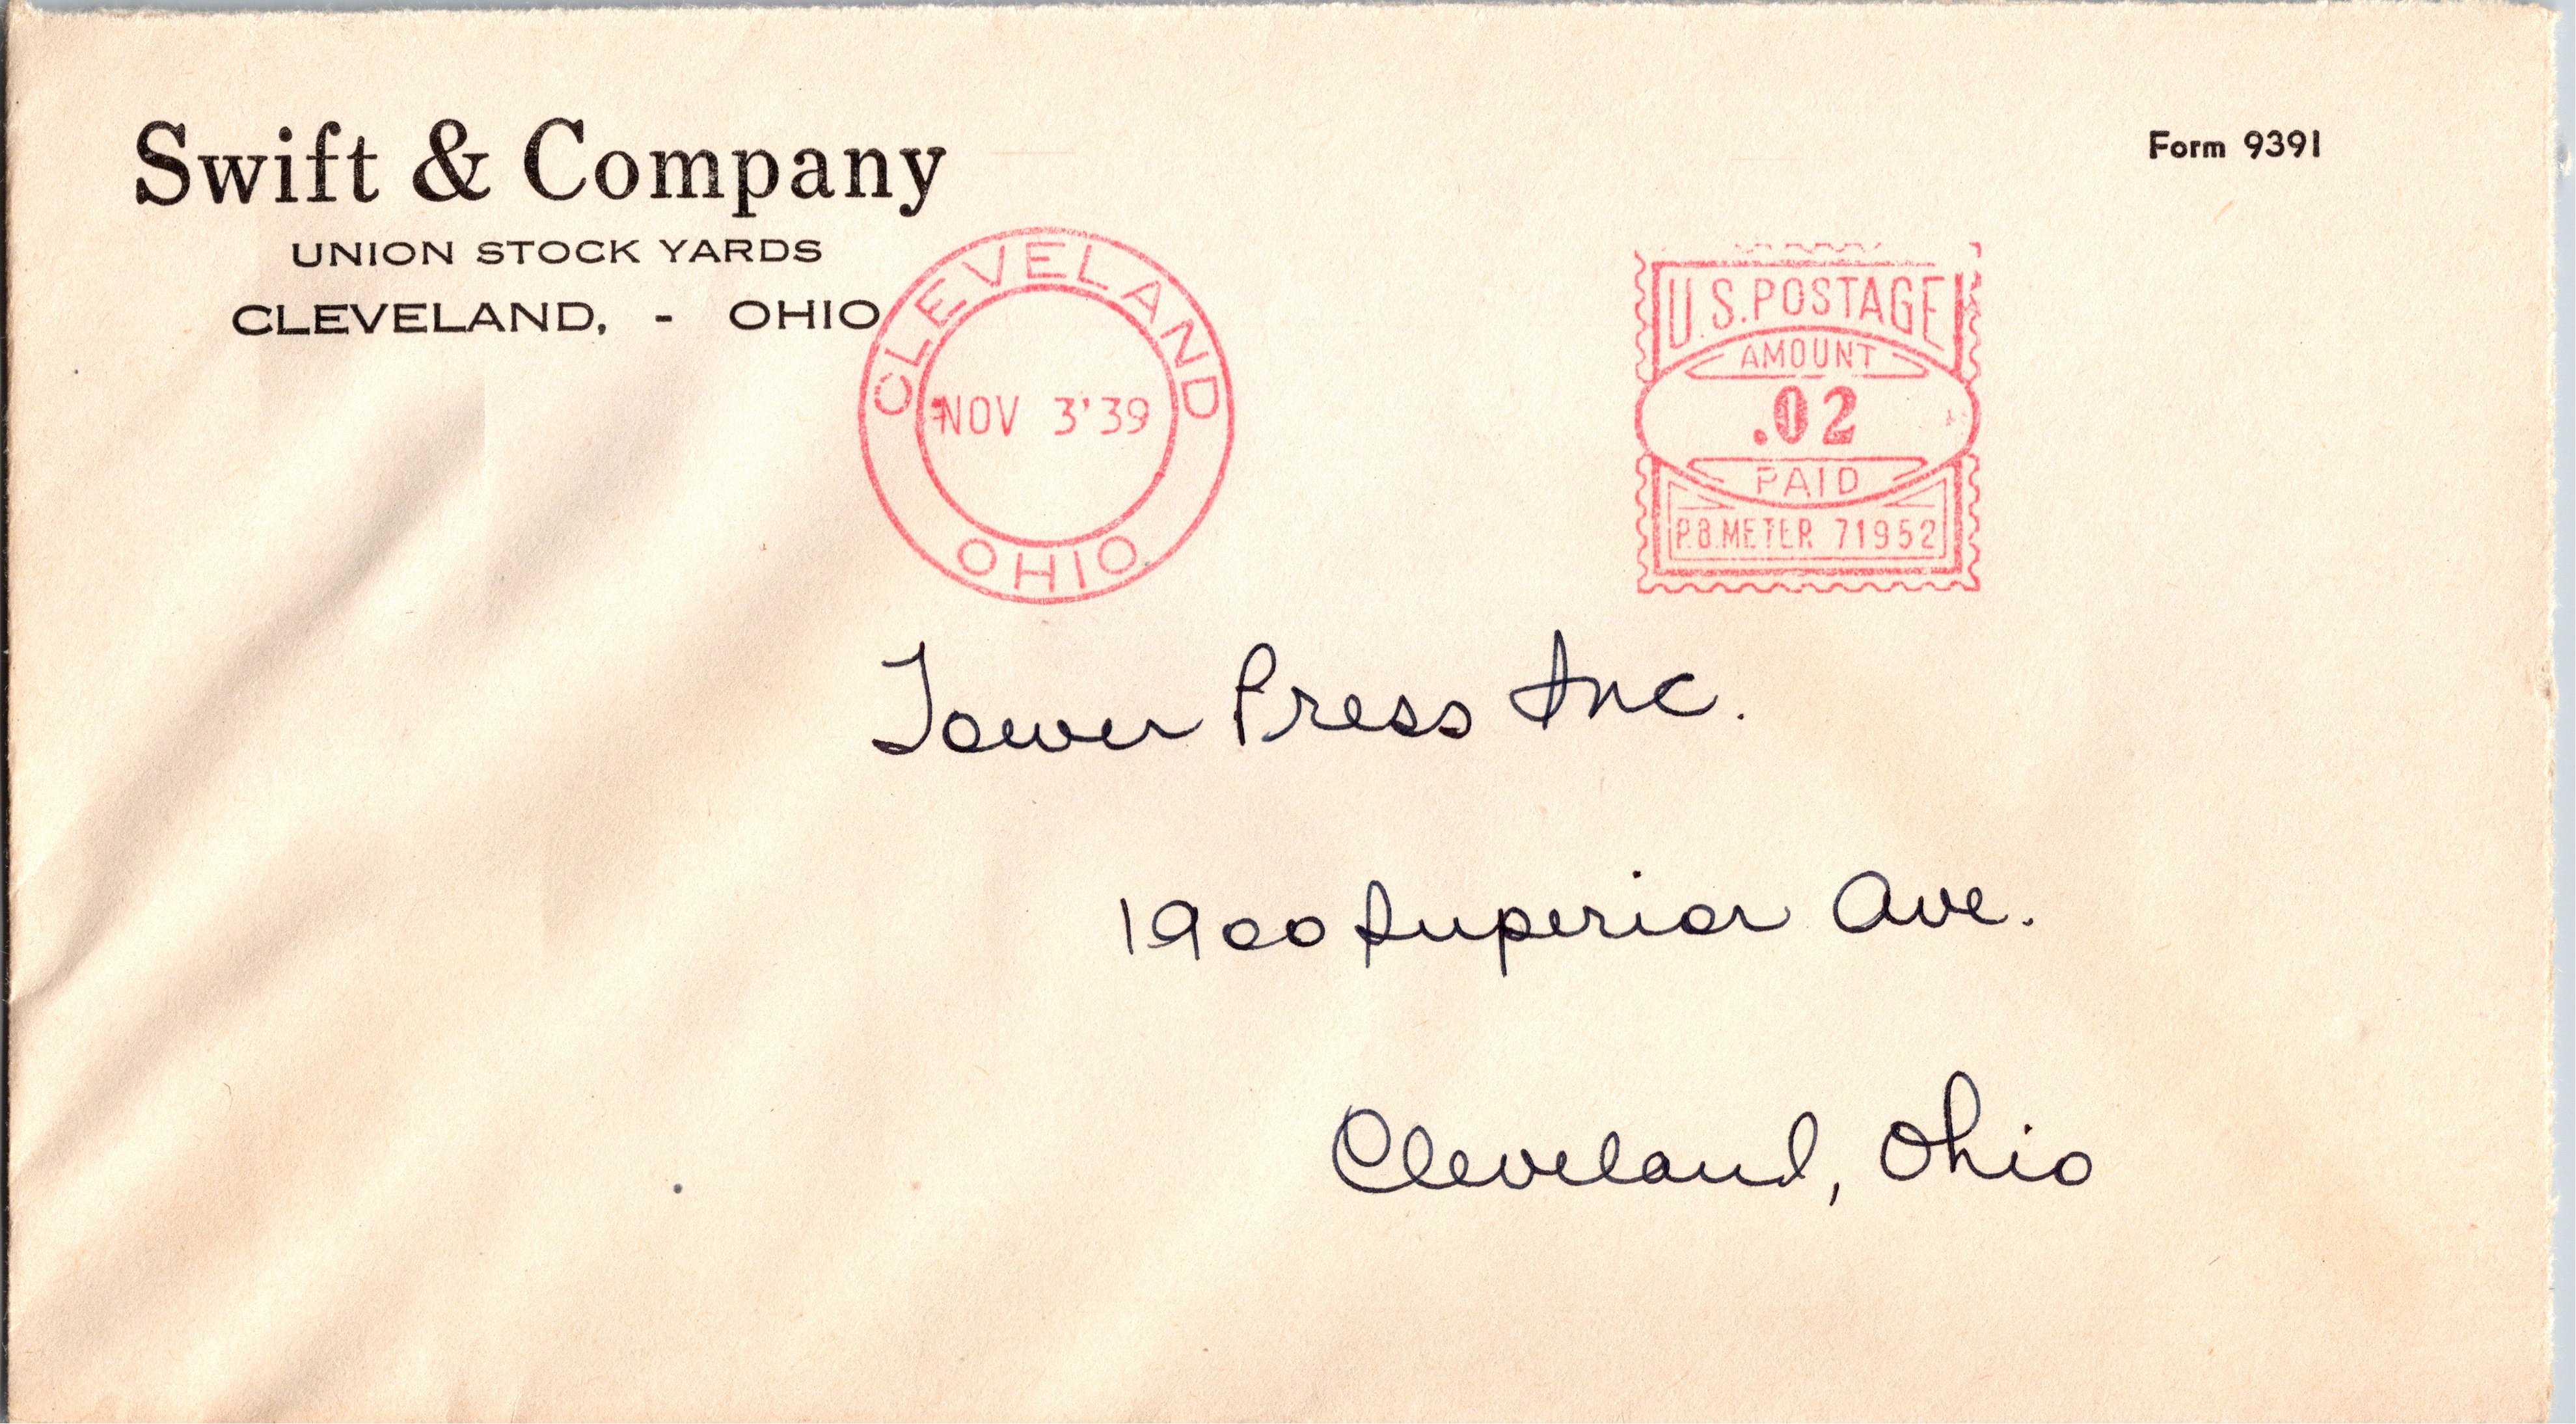 Swift & Company
UNION STOCK YARDS
CLEVELAND, - OHIO
Form 9391
CLEVELAND
NOV 3'39
OHIO
U.S.POSTAGE
AMOUNT
.02
PAID
P.B.METER 71952
Tower Press Inc.
1900 Superior Ave.
Cleveland, Ohio